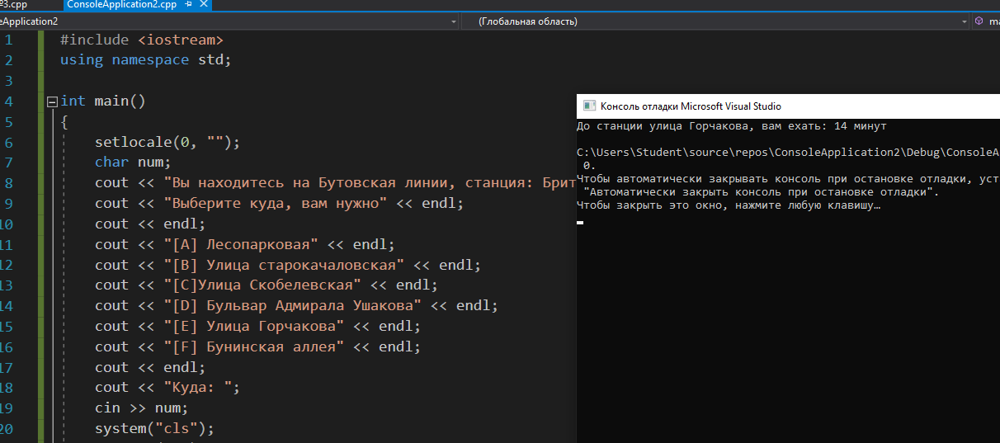 3.cpp
ConsoleApplication2.cpp
eApplication2
(Глобальная область)
1 #include <iostream>
2 using namespace std;
3
4 int main()
5 {
6 setlocale(0, "");
7 char num;
8 cout << "Вы находитесь на Бутовская линии, станция: Брит
9 cout << "Выберите куда, вам нужно" << endl;
10 cout << endl;
11 cout << "[A] Лесопарковая" << endl;
12 cout << "[B] Улица старокачаловская" << endl;
13 cout << "[C]Улица Скобелевская" << endl;
14 cout << "[D] Бульвар Адмирала Ушакова" << endl;
15 cout << "[E] Улица Горчакова" << endl;
16 cout << "[F] Бунинская аллея" << endl;
17 cout << endl;
18 cout << "Куда: ";
19 cin >> num;
20 system("cls");
Консоль отладки Microsoft Visual Studio
До станции улица Горчакова, вам ехать: 14 минут
C:\Users\Student\source\repos\ConsoleApplication2\Debug\ConsoleA
0.
Чтобы автоматически закрывать консоль при остановке отладки, уст
"Автоматически закрыть консоль при остановке отладки".
Чтобы закрыть это окно, нажмите любую клавишу…